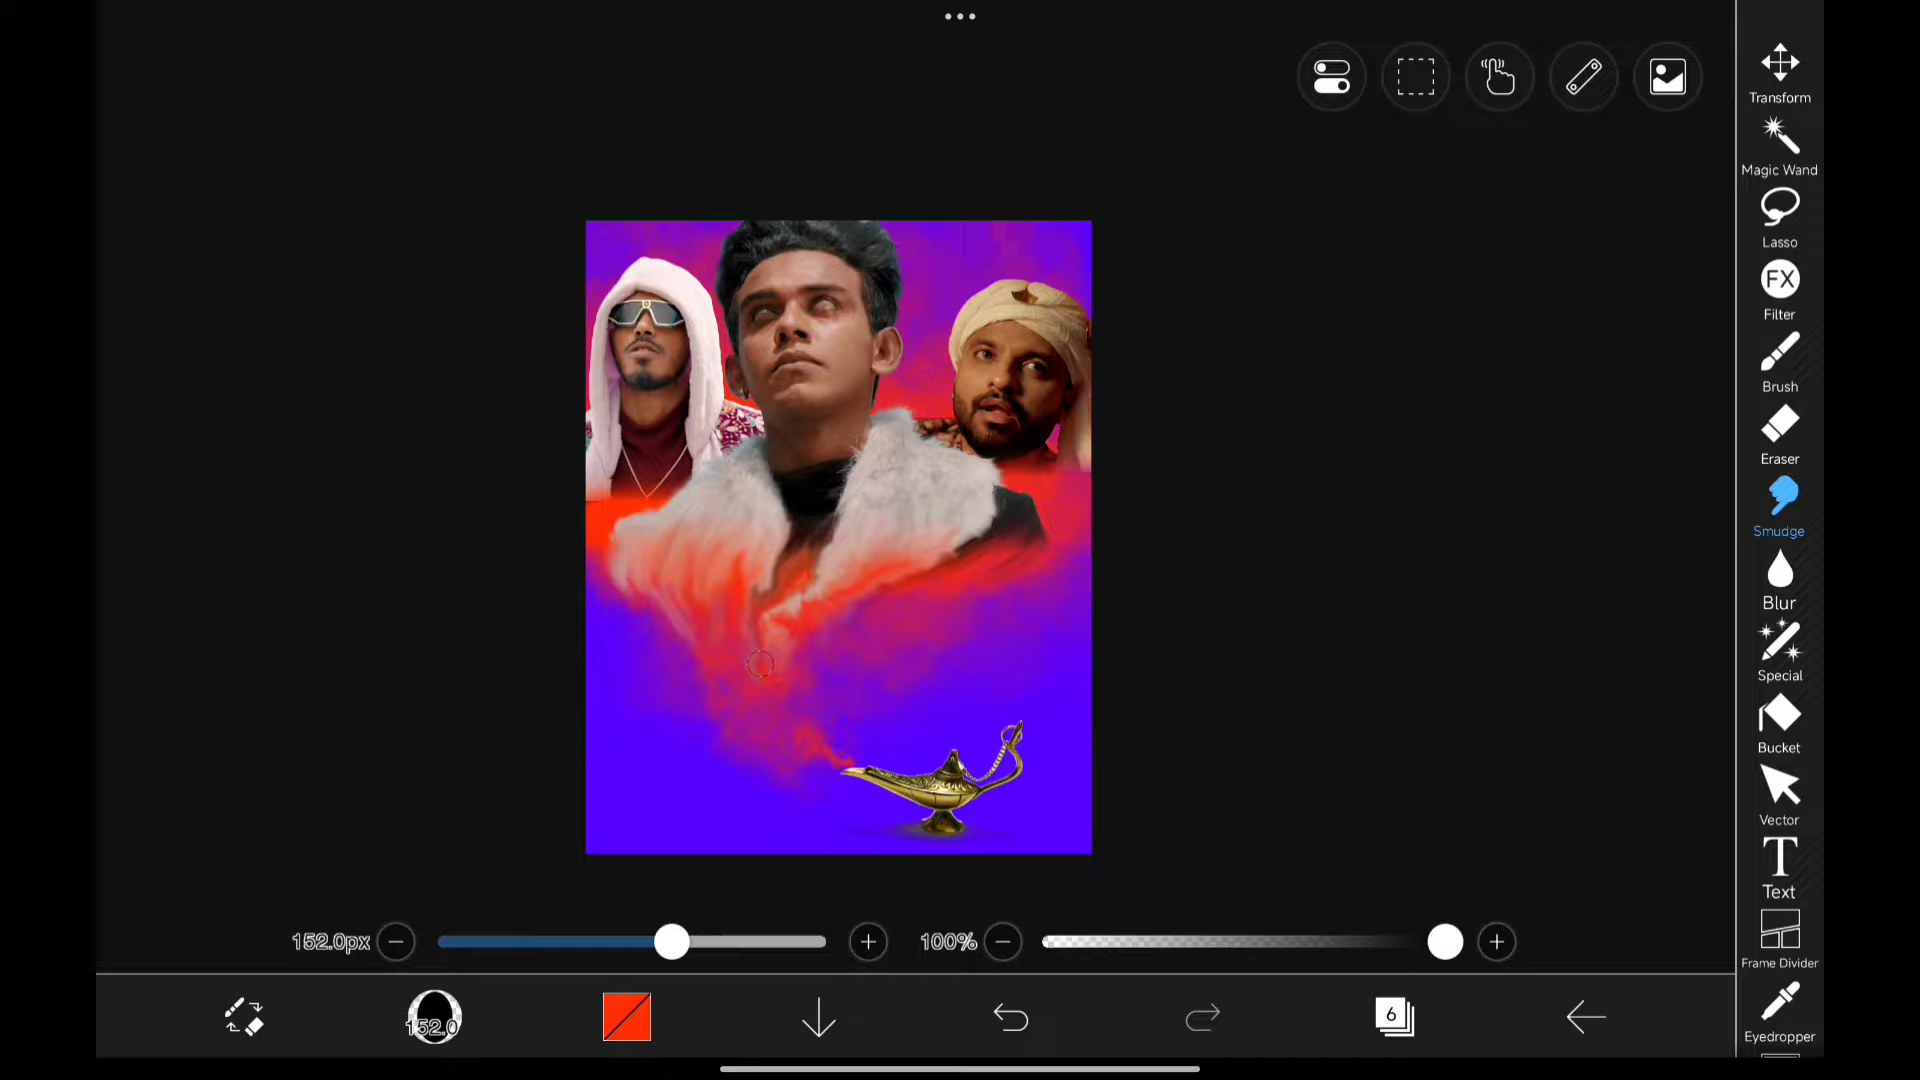 Transform
Magic Wand
Lasso
FX
Filter
Brush
Eraser
Smudge
Blur
Special
Bucket
Vector
T
Text
Frame Divider
Eyedropper
152.0px
100%
152.0
6